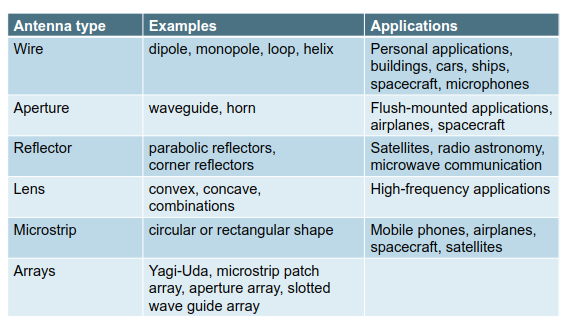 Antenna type Examples Applications
Wire dipole, monopole, loop, helix Personal applications,
buildings, cars, ships,
spacecraft, microphones
Aperture waveguide, horn Flush-mounted applications,
airplanes, spacecraft
Reflector parabolic reflectors, Satellites, radio astronomy,
corner reflectors microwave communication
Lens convex, concave, High-frequency applications
combinations
Microstrip circular or rectangular shape Mobile phones, airplanes,
spacecraft, satellites
Arrays Yagi-Uda, microstrip patch
array, aperture array, slotted
wave guide array